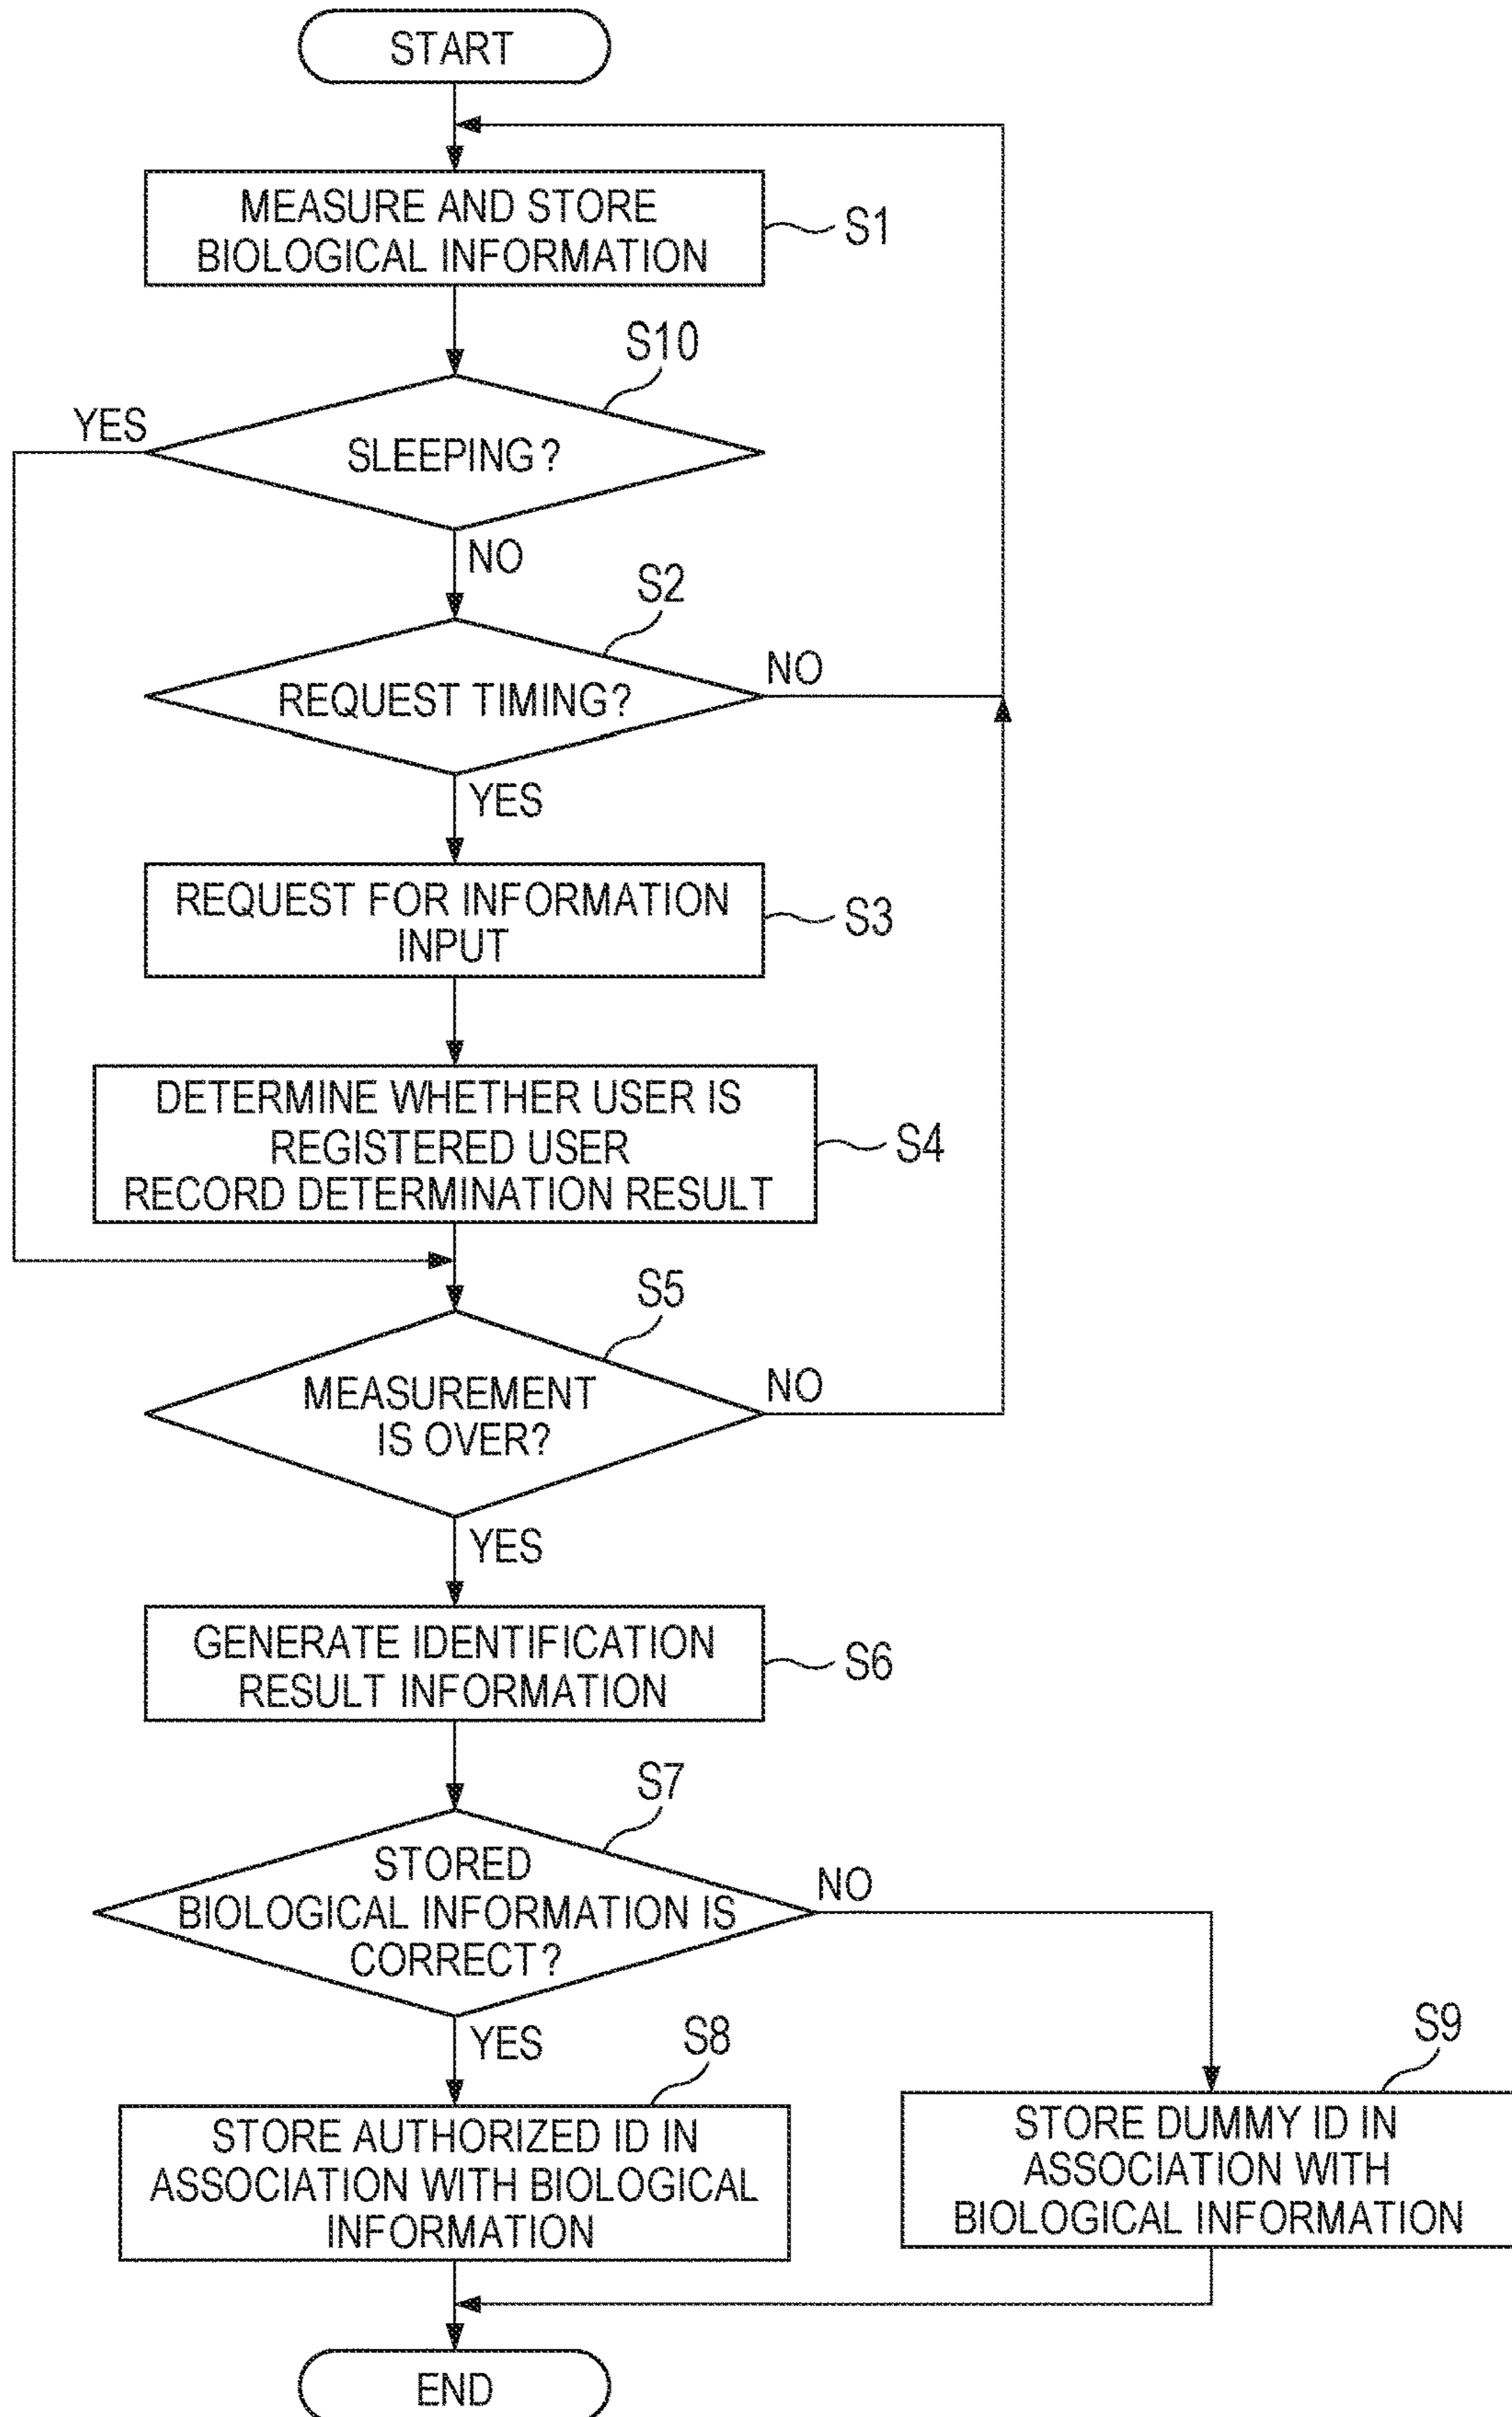 START
MEASURE AND STORE
BIOLOGICAL INFORMATION
S1
S10
YES
SLEEPING?
NO
S2
REQUEST TIMING?
NO
YES
REQUEST FOR INFORMATION
INPUT
S3
DETERMINE WHETHER USER IS
REGISTERED USER
RECORD DETERMINATION RESULT
S4
S5
MEASUREMENT
IS OVER?
NO
YES
GENERATE IDENTIFICATION
RESULT INFORMATION
S6
S7
STORED
BIOLOGICAL INFORMATION IS
CORRECT?
NO
YES
S8
STORE AUTHORIZED ID IN
ASSOCIATION WITH BIOLOGICAL
INFORMATION
S9
STORE DUMMY ID IN
ASSOCIATION WITH
BIOLOGICAL INFORMATION
END